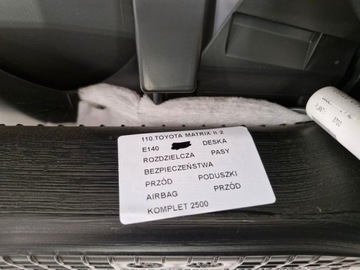 110.TOYOTA MATRIX II 2
E140 DESKA
ROZDZIELCZA PASY
BEZPIECZEŃSTWA
PRZÓD PODUSZKI
AIRBAG PRZÓD
KOMPLET 2500